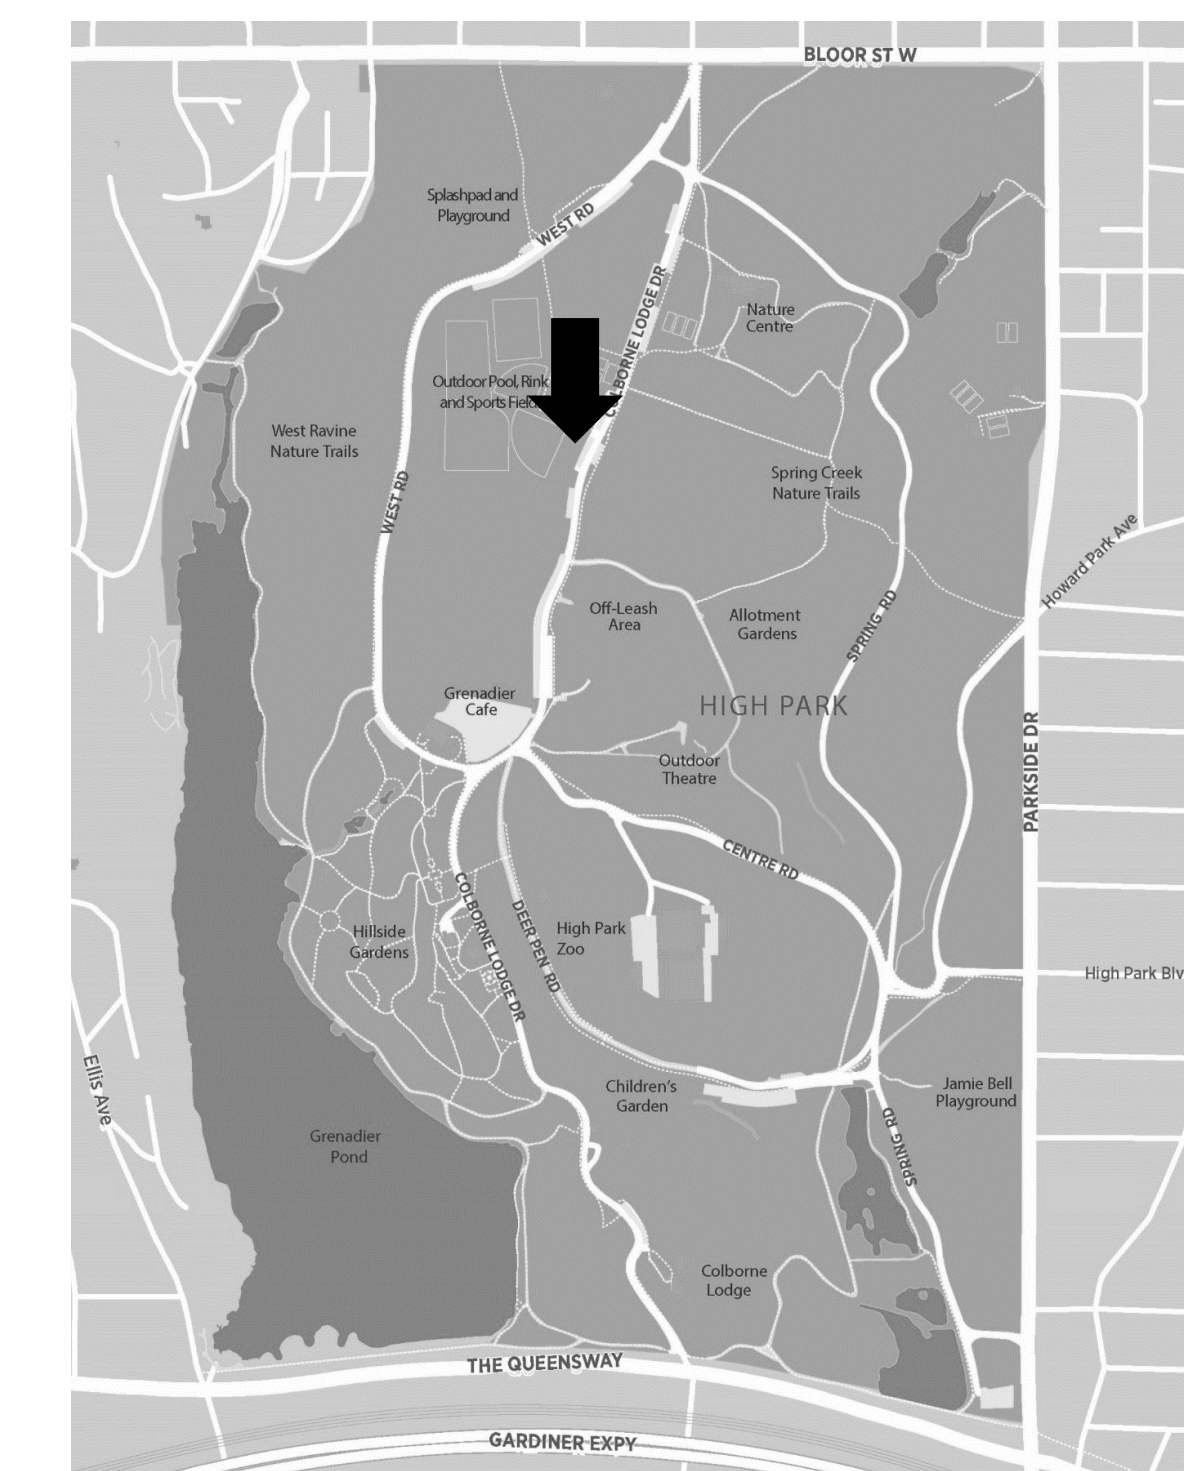 BLOOR ST W
Splashpad and
Playground
WEST RD
COLBORNE LODGE DR
Nature
Centre
Outdoor Pool, Rink
and Sports
West Ravine
Nature Trails
WEST RD
Spring Creek
Nature Trails
Howard Park Ave
Off-Leash
Area
Allotment
Gardens
SPRING RD
Grenadier
Cafe
HIGH PARK
Outdoor
Theatre
PARKSIDE DR
CENTRE RD
COLBORNE LODGE DR
DEER PEN RD
High Park
Zoo
Hillside
Gardens
High Park Blv
Ellis Ave
Children's
Garden
Jamie Bell
Playground
SPRING RD
Grenadier
Pond
Colborne
Lodge
THE QUEENSWAY
GARDINER EXPY